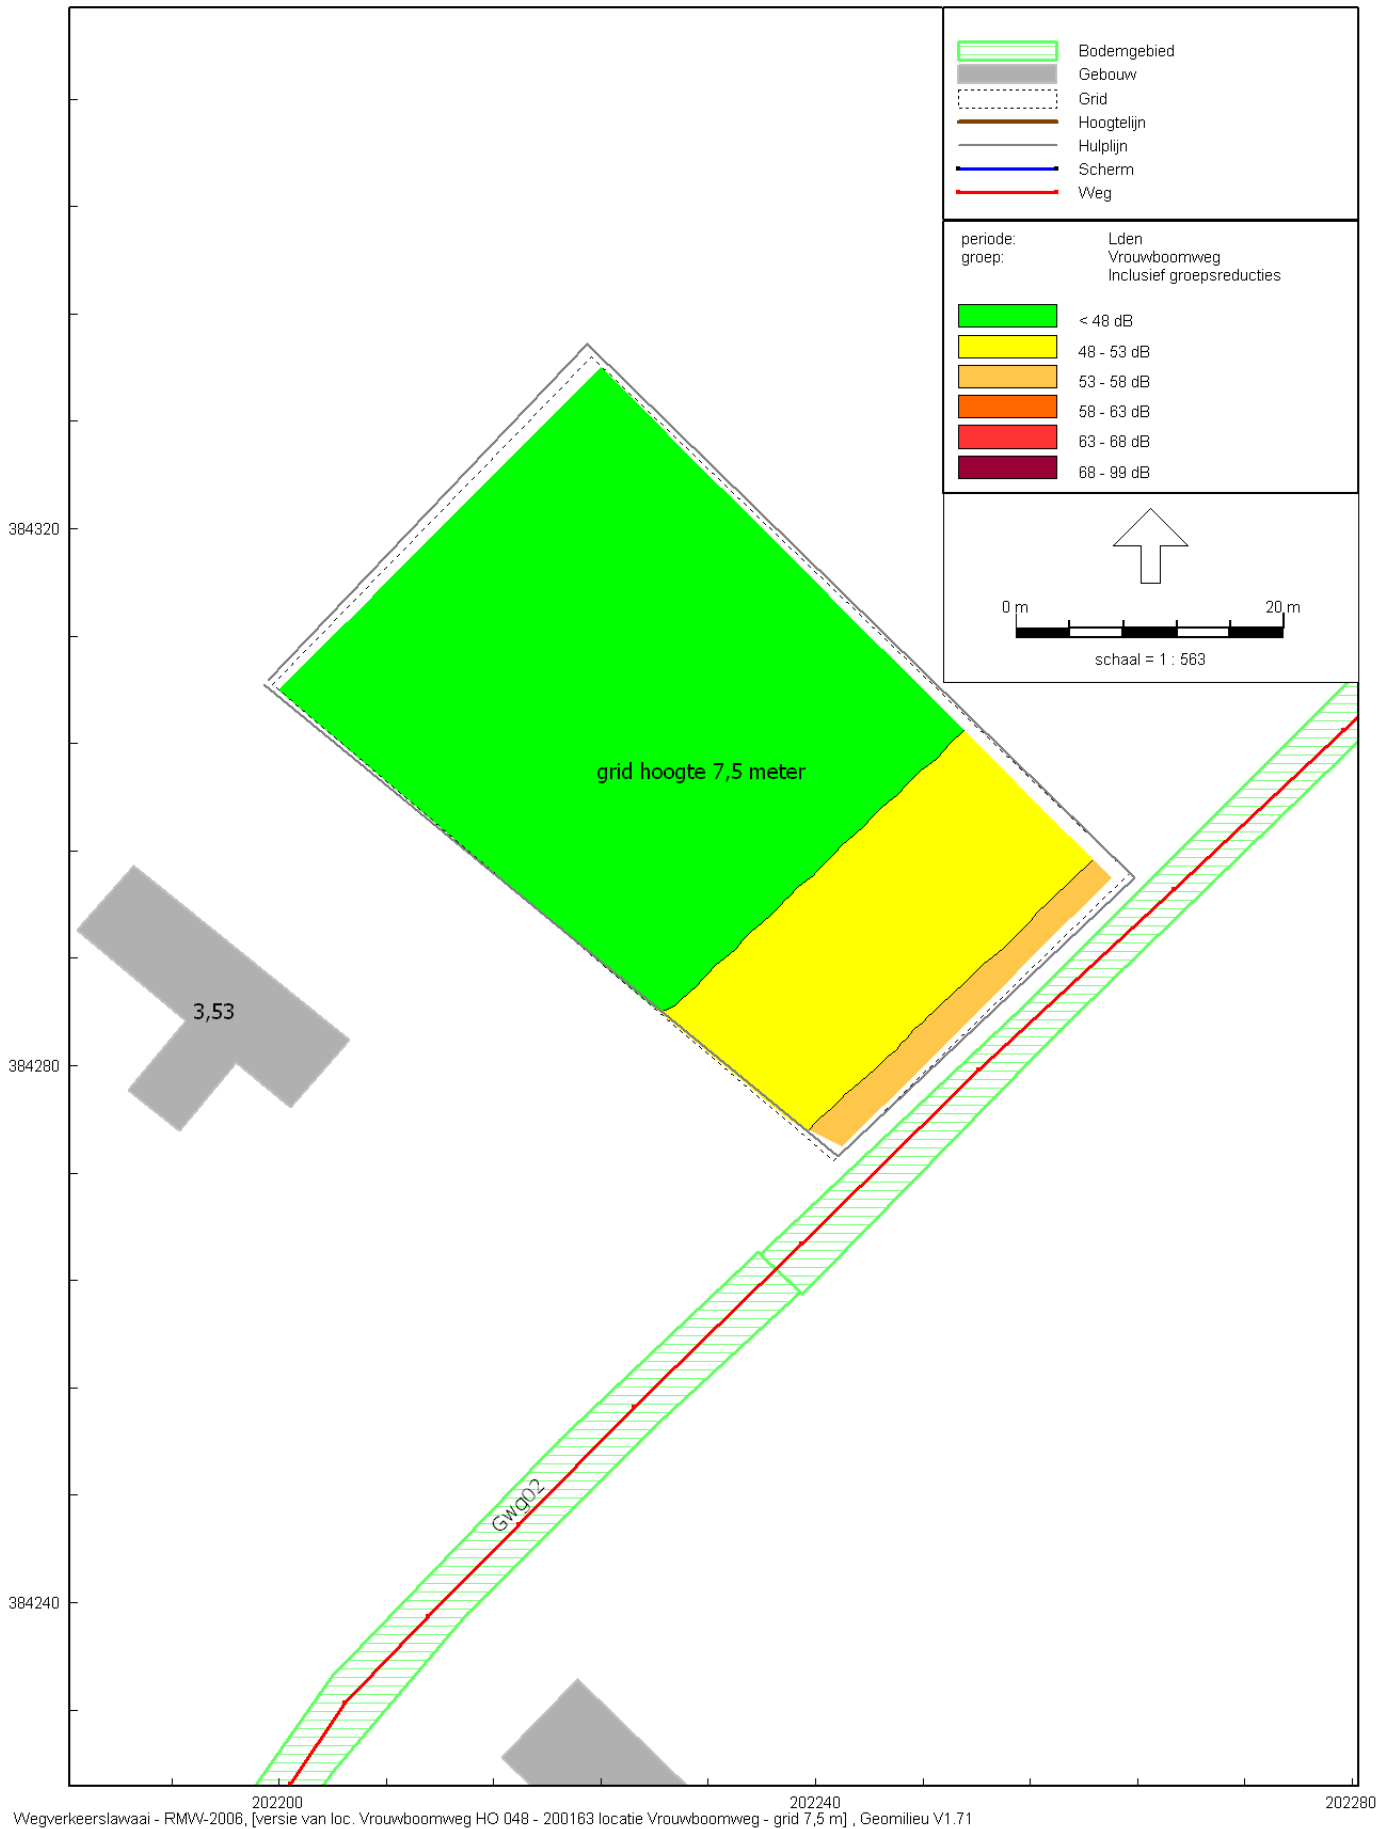 Bodemgebied
Gebouw
Grid
Hoogtelijn
Hulplijn
Scherm
Weg
periode: Lden
groep: Vrouwboomweg
Inclusief groepsreducties
< 48 dB
48 - 53 dB
53 - 58 dB
58 - 63 dB
63 - 68 dB
68 - 99 dB
384320
0 m 20 m
schaal = 1 : 563
grid hoogte 7,5 meter
3,53
384280
Gwg02
384240
202200 202240 202280
Wegverkeerslawaai - RMW-2006, [versie van loc. Vrouwboomweg HO 048 - 200163 locatie Vrouwboomweg - grid 7,5 m] , Geomilieu V1.71